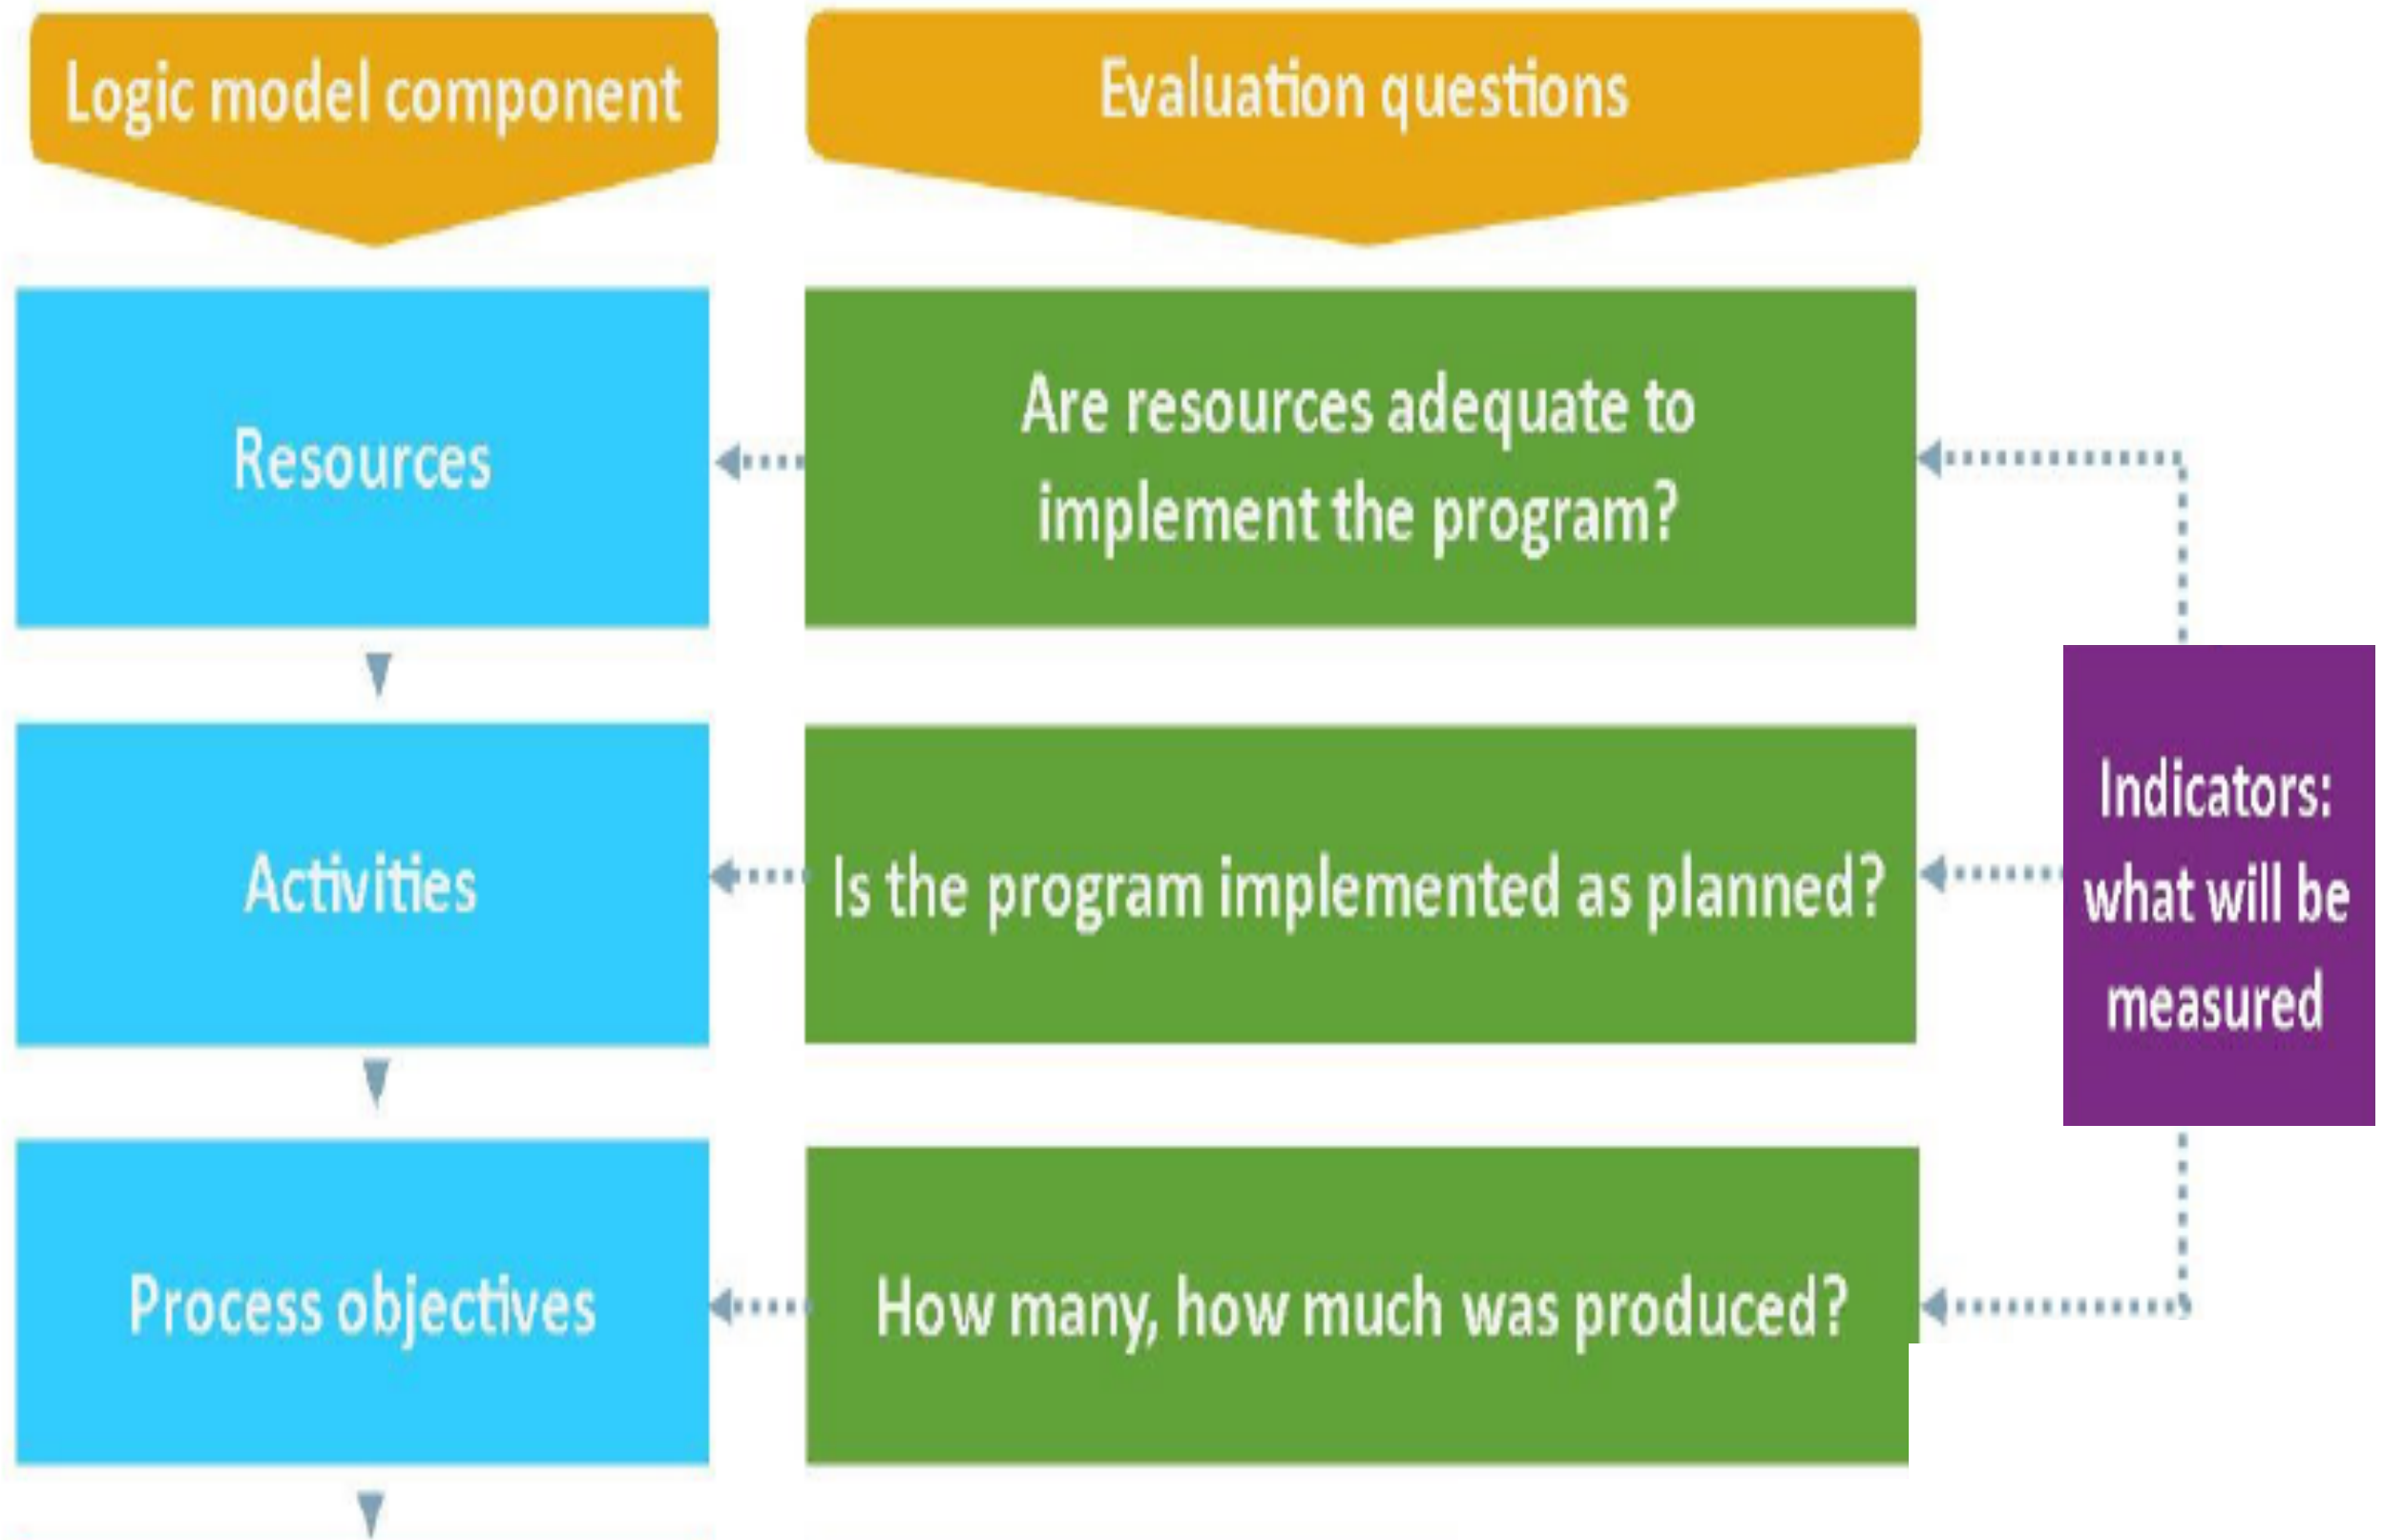 Logic model component
Evaluation questions
Resources
Are resources adequate to
implement the program?
Activities
Is the program implemented as planned?
Indicators:
what will be
measured
Process objectives
How many, how much was produced?